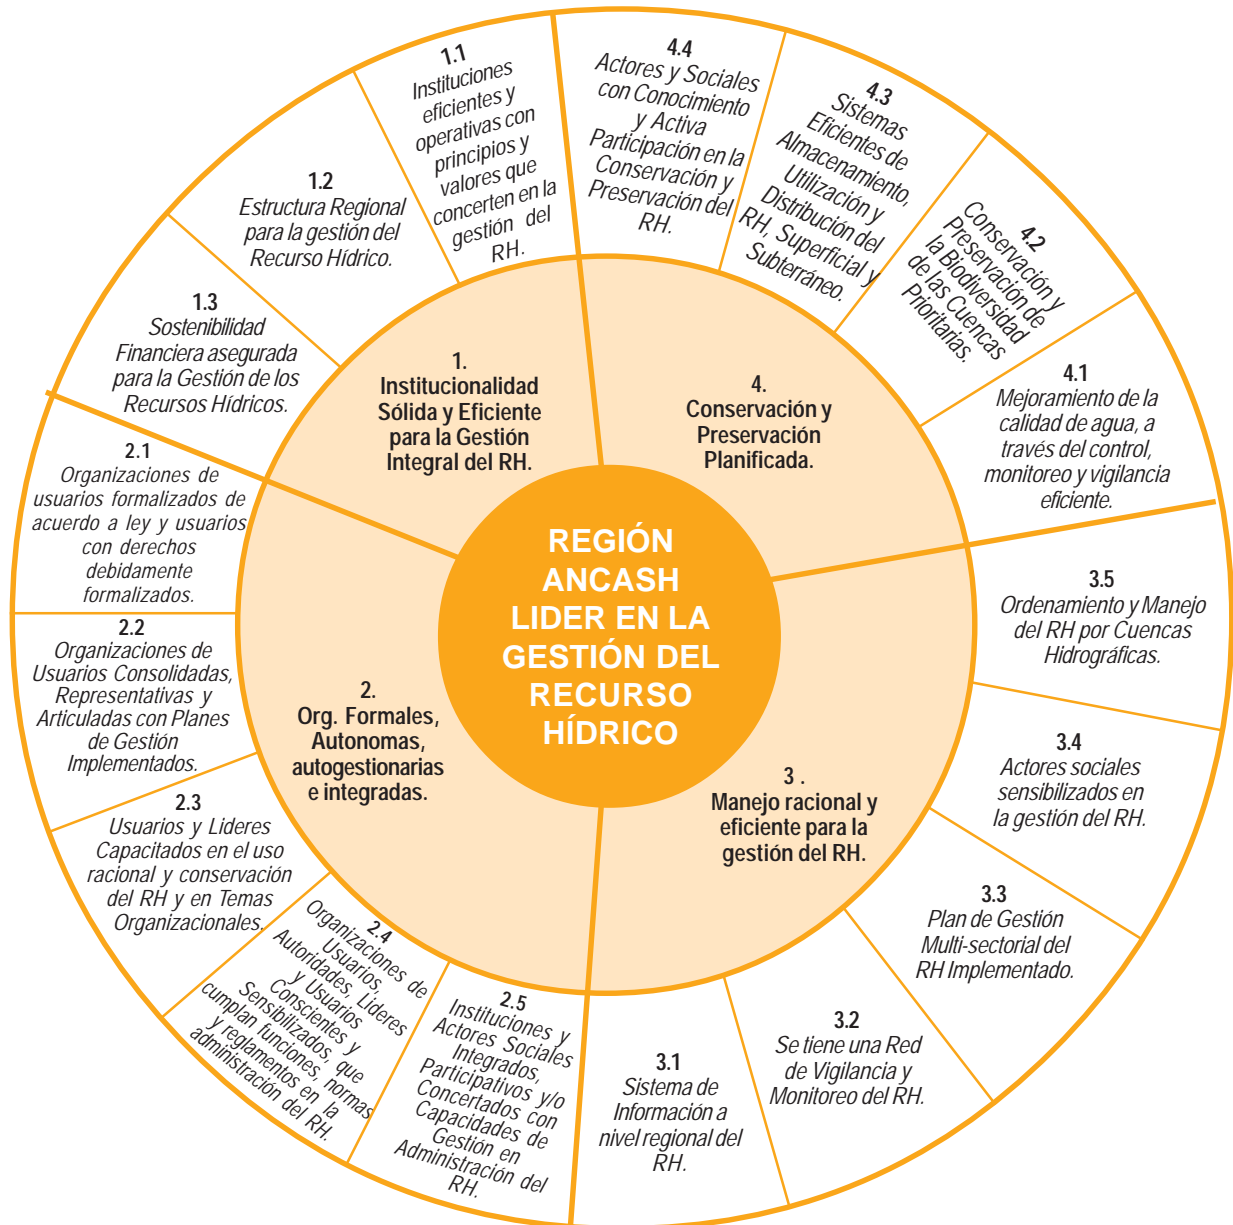 REGIÓN
ANCASH
LIDER EN LA
GESTIÓN DEL
RECURSO
HÍDRICO
1.
Institucionalidad
Sólida y Eficiente
para la Gestión
Integral del RH.
1.1
Instituciones
eficientes y
operativas con
principios y
valores que
concerten en la
gestión del
RH.
1.2
Estructura Regional
para la gestión del
Recurso Hídrico.
1.3
Sostenibilidad
Financiera asegurada
para la Gestión de los
Recursos Hídricos.
2.
Org. Formales,
Autonomas,
autogestionarias
e integradas.
2.1
Organizaciones de
usuarios formalizados de
acuerdo a ley y usuarios
con derechos
debidamente
formalizados.
2.2
Organizaciones de
Usuarios Consolidadas,
Representativas y
Articuladas con Planes
de Gestión
Implementados.
2.3
Usuarios y Lideres
Capacitados en el uso
racional y conservación
del RH y en Temas
Organizacionales.
2.4
Organizaciones de
Usuarios,
Autoridades, Lideres
y Usuarios
Conscientes y
Sensibilizados, que
cumplan funciones, normas
y reglamentos en la
administración del RH.
2.5
Instituciones y
Actores Sociales
Integrados,
Participativos y/o
Concertados con
Capacidades de
Gestión en
Administración del
RH.
3 .
Manejo racional y
eficiente para la
gestión del RH.
3.1
Sistema de
Información a
nivel regional del
RH.
3.2
Se tiene una Red
de Vigilancia y
Monitoreo del RH.
3.3
Plan de Gestión
Multi-sectorial del
RH Implementado.
3.4
Actores sociales
sensibilizados en
la gestión del RH.
3.5
Ordenamiento y Manejo
del RH por Cuencas
Hidrográficas.
4.
Conservación y
Preservación
Planificada.
4.1
Mejoramiento de la
calidad de agua, a
través del control,
monitoreo y vigilancia
eficiente.
4.2
Conservación y
Preservación de
la Biodiversidad
de las Cuencas
Prioritarias.
4.3
Sistemas
Eficientes de
Almacenamiento,
Utilización y
Distribución del
RH, Superficial y
Subterráneo.
4.4
Actores y Sociales
con Conocimiento
y Activa
Participación en la
Conservación y
Preservación del
RH.